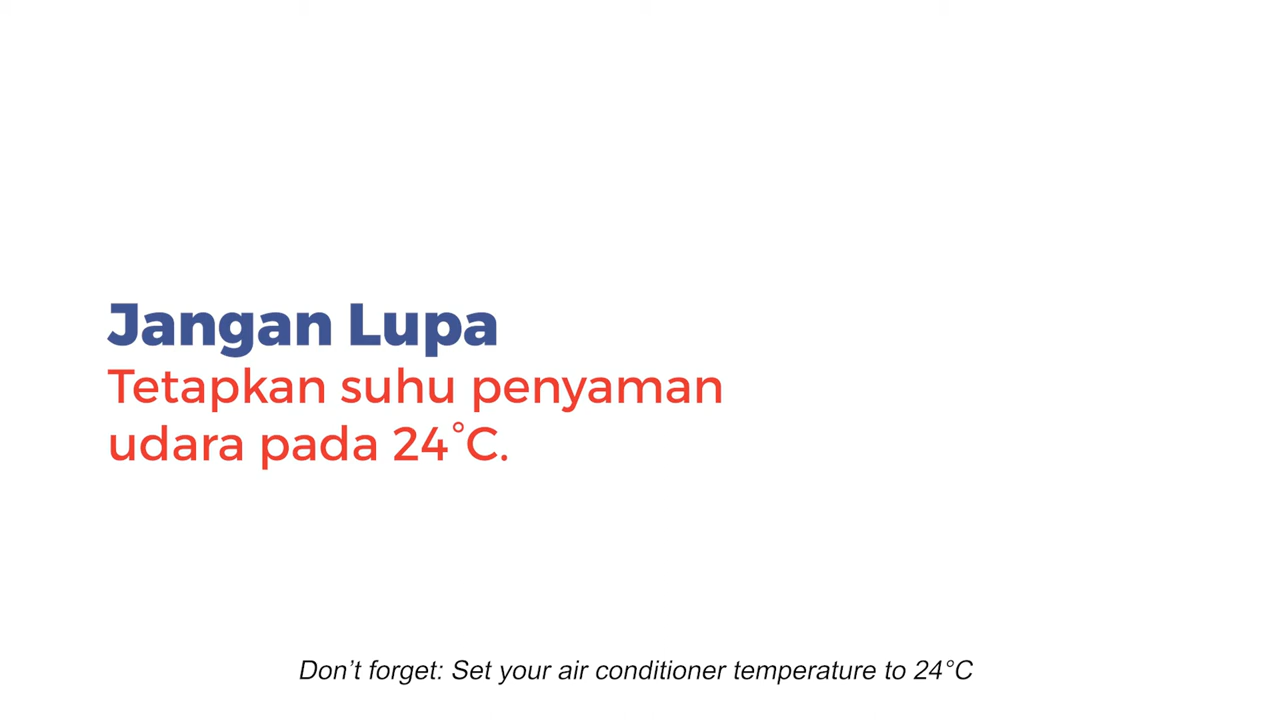 Jangan Lupa
Tetapkan suhu penyaman
udara pada 24°C.
Don't forget: Set your air conditioner temperature to 24°C